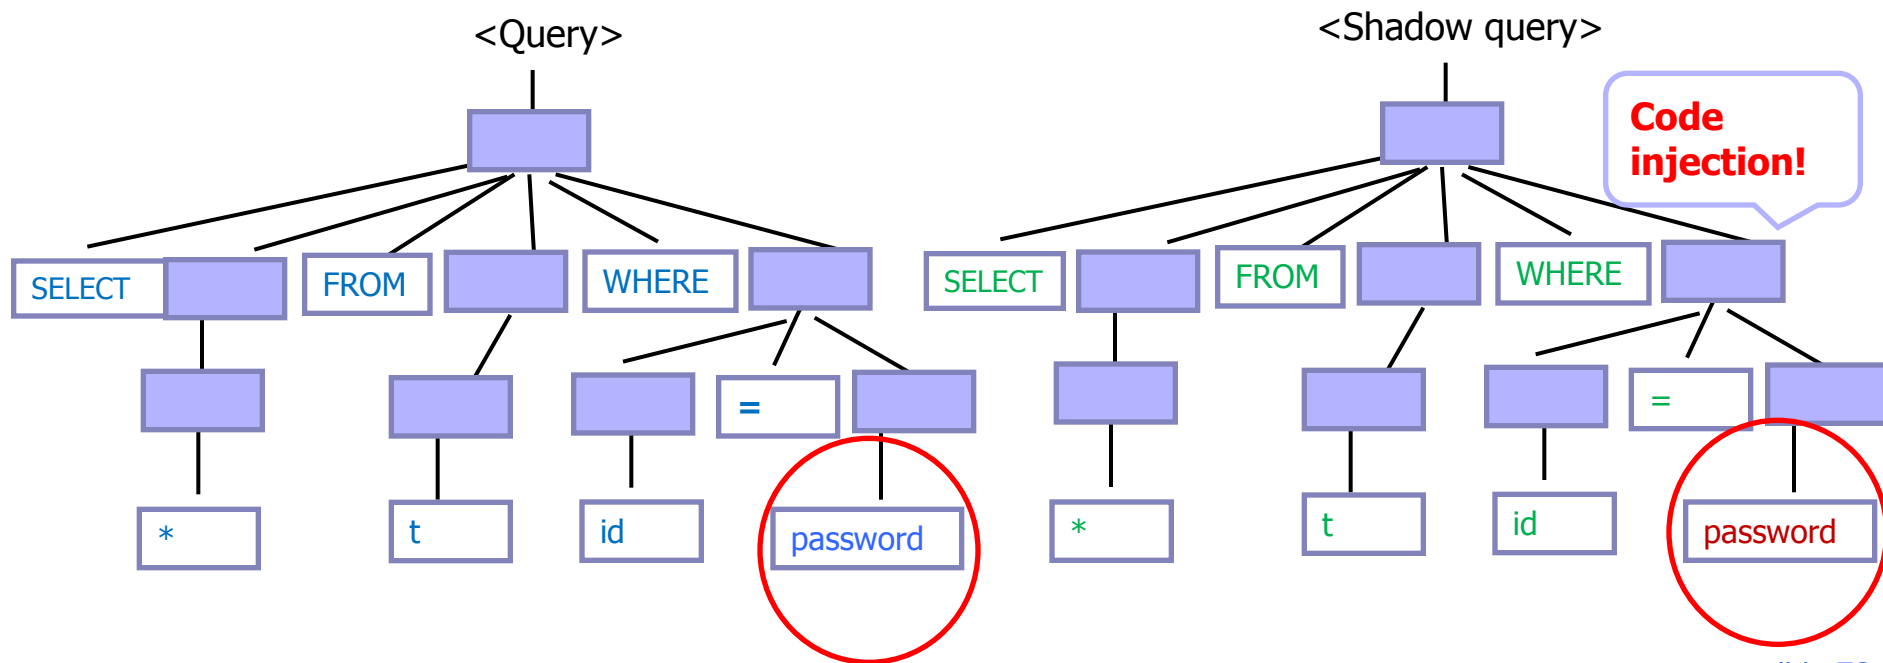 <Query>
<Shadow query>
Code
injection!
SELECT
FROM
WHERE
SELECT
FROM
WHERE
=
=
*
t
id
password
*
t
id
password